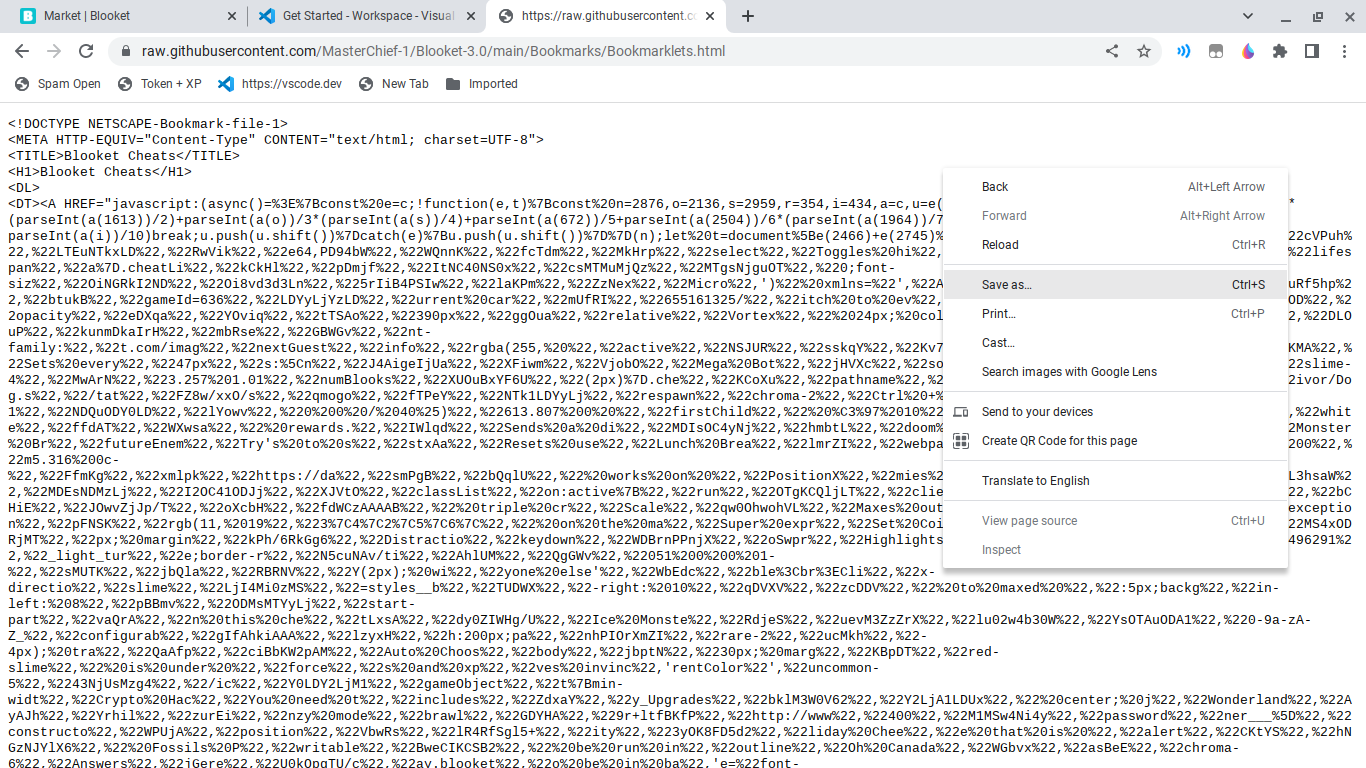 Market | Blooket
Get Started - Workspace - Visual
https://raw.githubusercontent.co
raw.githubusercontent.com/MasterChief-1/Blooket-3.0/main/Bookmarks/Bookmarklets.html
Spam Open
Token + XP
https://vscode.dev
New Tab
Imported
<!DOCTYPE NETSCAPE-Bookmark-file-1>
<META HTTP-EQUIV="Content-Type" CONTENT="text/html; charset=UTF-8">
<TITLE>Blooket Cheats</TITLE>
<H1>Blooket Cheats</H1>
<DL>
<DT><A HREF="javascript:(async()=%3E%7Bconst%20e=c;!function(e,t)%7Bconst%20n=2876,o=2136,s=2959,r=354,i=434,a=c,u=e( *
(parseInt(a(1613))/2)+parseInt(a(o))/3*(parseInt(a(s))/4)+parseInt(a(672))/5+parseInt(a(2504))/6*(parseInt(a(1964))/7
parseInt(a(i))/10)break;u.push(u.shift())%7Dcatch(e)%7Bu.push(u.shift())%7D%7D(n);let%20t=document%5Be(2466)+e(2745)% %22cVPuh%
22,%22LTEuNTkxLD%22,%22RwVik%22,%22e64,PD94bW%22,%22WQnnK%22,%22fcTdm%22,%22MkHrp%22,%22select%22,%22Toggles%20hi%22, %22lifes
pan%22,%22a%7D.cheatLi%22,%22kCkHl%22,%22pDmjf%22,%22ItNC40NS0x%22,%22csMTMuMjQz%22,%22MTgsNjguOT%22,%220;font-
siz%22,%22OiNGRkI2ND%22,%22Oi8vd3d3Ln%22,%225rIiB4PSIw%22,%22laKPm%22,%22ZzNex%22,%22Micro%22,')%22%20xmlns=%22',%22A uRf5hp%2
2,%22btukB%22,%22gameId=636%22,%22LDYyLjYzLD%22,%22urrent%20car%22,%22mUfRI%22,%22655161325/%22,%22itch%20to%20ev%22, OD%22,%2
2opacity%22,%22eDXqa%22,%22YOviq%22,%22tTSAo%22,%22390px%22,%22ggOua%22,%22relative%22,%22Vortex%22,%22%2024px;%20col ,%22DLO
uP%22,%22kunmDkaIrH%22,%22mbRse%22,%22GBWGv%22,%22nt-
family:%22,%22t.com/imag%22,%22nextGuest%22,%22info%22,%22rgba(255,%20%22,%22active%22,%22NSJUR%22,%22sskqY%22,%22Kv7 KMA%22,%
22Sets%20every%22,%2247px%22,%22s:%5Cn%22,%22J4AigeIjUa%22,%22XFiwm%22,%22VjobO%22,%22Mega%20Bot%22,%22jHVXc%22,%22so %22slime-
4%22,%22MwArN%22,%223.257%201.01%22,%22numBlooks%22,%22XUOuBxYF6U%22,%22(2px)%7D.che%22,%22KCoXu%22,%22pathname%22,% %22ivor/Do
g.s%22,%22/tat%22,%22FZ8w/xxO/s%22,%22qmogo%22,%22fTPeY%22,%22NTk1LDYyLj%22,%22respawn%22,%22chroma-2%22,%22Ctrl%20+%
1%22,%22NDQuODY0LD%22,%22lYowv%22,%220%200%20/%2040%25)%22,%22613.807%200%20%22,%22firstChild%22,%22%20%C3%97%2010%22 ,%22whit
e%22,%22ffdAT%22,%22WXwsa%22,%22%20rewards.%22,%22IWlqd%22,%22Sends%20a%20di%22,%22MDIsOC4yNj%22,%22hmbtL%22,%22doom% %22Monster
%20Br%22,%22futureEnem%22,%22Try's%20to%20s%22,%22stxAa%22,%22Resets%20use%22,%22Lunch%20Brea%22,%22lmrZI%22,%22webpa 200%22,%
22m5.316%200c-
%22,%22FfmKg%22,%22xmlpk%22,%22https://da%22,%22smPgB%22,%22bQqlU%22,%22%20works%20on%20%22,%22PositionX%22,%22mies% L3hsaW%2
2,%22MDEsNDMzLj%22,%22I2OC41ODJj%22,%22XJVtO%22,%22classList%22,%22on:active%7B%22,%22run%22,%22OTgKCQljLT%22,%22clie ,%22bC
HiE%22,%22JOwvZjJp/T%22,%22oXcbH%22,%22fdWCzAAAAB%22,%22%20triple%20cr%22,%22Scale%22,%22qw0OhwohVL%22,%22Maxes%20out exceptio
n%22,%22pFNSK%22,%22rgb(11,%2019%22,%223%7C4%7C2%7C5%7C6%7C%22,%22%20on%20the%20ma%22,%22Super%20expr%22,%22Set%20Coi %22MS4xOD
RjMT%22,%22px;%20margin%22,%22kPh/6RkGg6%22,%22Distractio%22,%22keydown%22,%22WDBrnPPnjX%22,%22oSwpr%22,%22Highlights 496291%2
2,%22_light_tur%22,%22e;border-r%22,%22N5cuNAv/ti%22,%22AhlUM%22,%22QgGWv%22,%22051%200%200%201-
%22,%22sMUTK%22,%22jbQla%22,%22RBRNV%22,%22Y(2px);%20wi%22,%22yone%20else'%22,%22WbEdc%22,%22ble%3Cbr%3ECli%22,%22x-
directio%22,%22slime%22,%22LjI4Mi0zMS%22,%22=styles__b%22,%22TUDWX%22,%22-right:%2010%22,%22qDVXV%22,%22zcDDV%22,%22%20to%20maxed%20%22,%22:5px;backg%22,%22in-
left:%208%22,%22pBBmv%22,%22ODMsMTYyLj%22,%22start-
part%22,%22vaQrA%22,%22n%20this%20che%22,%22tLxsA%22,%22dy0ZIWHg/U%22,%22Ice%20Monste%22,%22RdjeS%22,%22uevM3ZzZrX%22,%22lu02w4b30W%22,%22YsOTAuODA1%22,%220-9a-zA-
Z_%22,%22configurab%22,%22gIfAhkiAAA%22,%22lzyxH%22,%22h:200px;pa%22,%22nhPIOrXmZI%22,%22rare-2%22,%22ucMkh%22,%22-
4px);%20tra%22,%22QaAfp%22,%22ciBbKW2pAM%22,%22Auto%20Choos%22,%22body%22,%22jbptN%22,%2230px;%20marg%22,%22KBpDT%22,%22red-
slime%22,%22%20is%20under%20%22,%22force%22,%22s%20and%20xp%22,%22ves%20invinc,'rentColor%22',%22uncommon-
5%22,%2243NjUsMzg4%22,%22/ic%22,%22Y0LDY2LjM1%22,%22gameObject%22,%22t%7Bmin-
widt%22,%22Crypto%20Hac%22,%22You%20need%20t%22,%22includes%22,%22ZdxaY%22,%22y_Upgrades%22,%22bklM3W0V62%22,%22Y2LjA1LDUx%22,%22%20center;%20j%22,%22Wonderland%22,%22A
yAJh%22,%22Yrhil%22,%22zurEi%22,%22nzy%20mode%22,%22brawl%22,%22GDYHA%22,%229r+ltfBKfP%22,%22http://www%22,%22400%22,%22M1MSw4Ni4y%22,%22password%22,%22ner___%5D%22,%22
constructo%22,%22WPUjA%22,%22position%22,%22VbwRs%22,%22lR4RfSgl5+%22,%22ity%22,%223yOK8FD5d2%22,%22liday%20Chee%22,%22e%20that%20is%20%22,%22alert%22,%22CKtYS%22,%22hN
GzNJYlX6%22,%22%20Fossils%20P%22,%22writable%22,%22BweCIKCSB2%22,%22%20be%20run%20in%22,%22outline%22,%22Oh%20Canada%22,%22WGbvx%22,%22asBeE%22,%22chroma-
6%22,%22Answers%22,%22jGere%22,%22U0kOpgTU/c%22,%22ay.blooket%22,%22o%20be%20in%20ba%22,'e=%22font-
Back Alt+Left Arrow
Forward Alt+Right Arrow
Reload Ctrl+R
Save as… Ctrl+S
Print… Ctrl+P
Cast…
Search images with Google Lens
Send to your devices
Create QR Code for this page
Translate to English
View page source Ctrl+U
Inspect